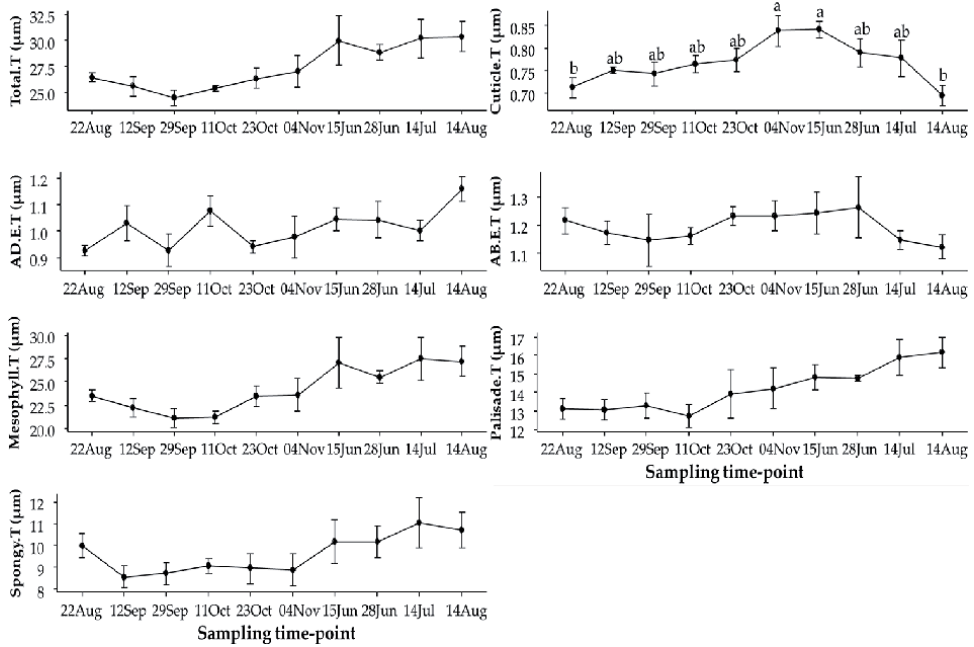 Total.T (μm)
32.5
30.0
27.5
25.0
22Aug 12Sep 29Sep 11Oct 23Oct 04Nov 15Jun 28Jun 14Jul 14Aug
Cuticle.T (μm)
0.85
0.80
0.75
0.70
b ab ab ab ab a a ab ab b
22Aug 12Sep 29Sep 11Oct 23Oct 04Nov 15Jun 28Jun 14Jul 14Aug
AD.E.T (μm)
1.2
1.1
1.0
0.9
22Aug 12Sep 29Sep 11Oct 23Oct 04Nov 15Jun 28Jun 14Jul 14Aug
AB.E.T (μm)
1.3
1.2
1.1
22Aug 12Sep 29Sep 11Oct 23Oct 04Nov 15Jun 28Jun 14Jul 14Aug
Mesophyll.T (μm)
30.0
27.5
25.0
22.5
20.0
22Aug 12Sep 29Sep 11Oct 23Oct 04Nov 15Jun 28Jun 14Jul 14Aug
Palisade.T (μm)
17
16
15
14
13
12
22Aug 12Sep 29Sep 11Oct 23Oct 04Nov 15Jun 28Jun 14Jul 14Aug
Sampling time-point
Spongy.T (μm)
12
11
10
9
8
22Aug 12Sep 29Sep 11Oct 23Oct 04Nov 15Jun 28Jun 14Jul 14Aug
Sampling time-point